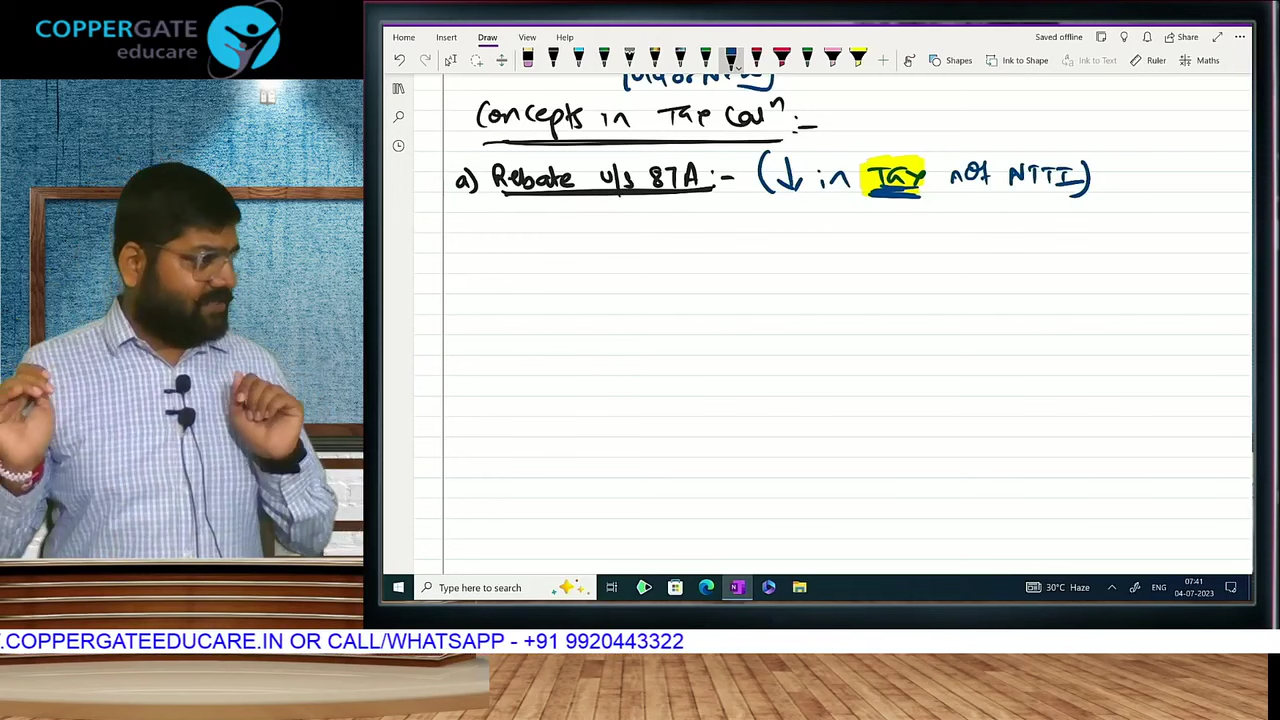 COPPERGATE
educare
Home Insert Draw View Help
Saved offline
Share
Shapes
Ink to Shape
Ink to Text
Ruler
Maths
Concepts in Tax
a) Rebate u/s 87A :- (↓ in Tax not NTTI)
Type here to search
30°C Haze
ENG
07:41
04-07-2023
.COPPERGATEEDUCARE.IN OR CALL/WHATSAPP - +91 9920443322